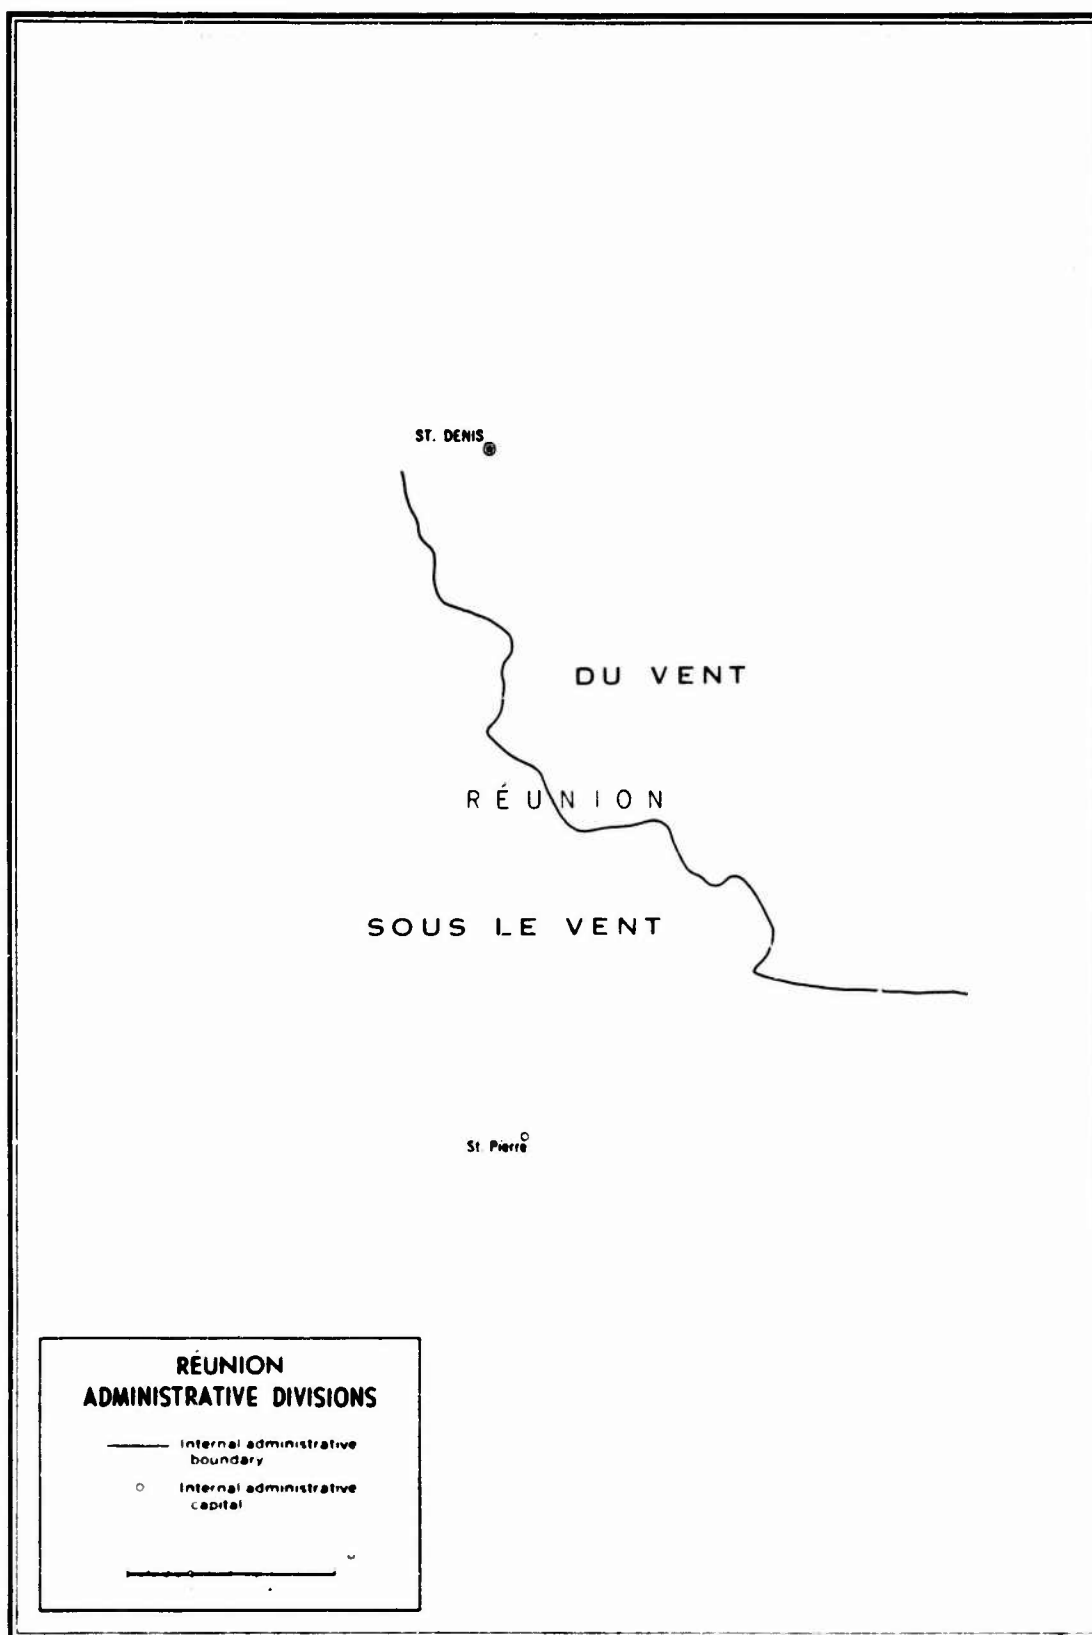 ST. DENIS
DU VENT
RÉUNION
SOUS LE VENT
St. Pierre
RÉUNION
ADMINISTRATIVE DIVISIONS
Internal administrative
boundary
Internal administrative
capital